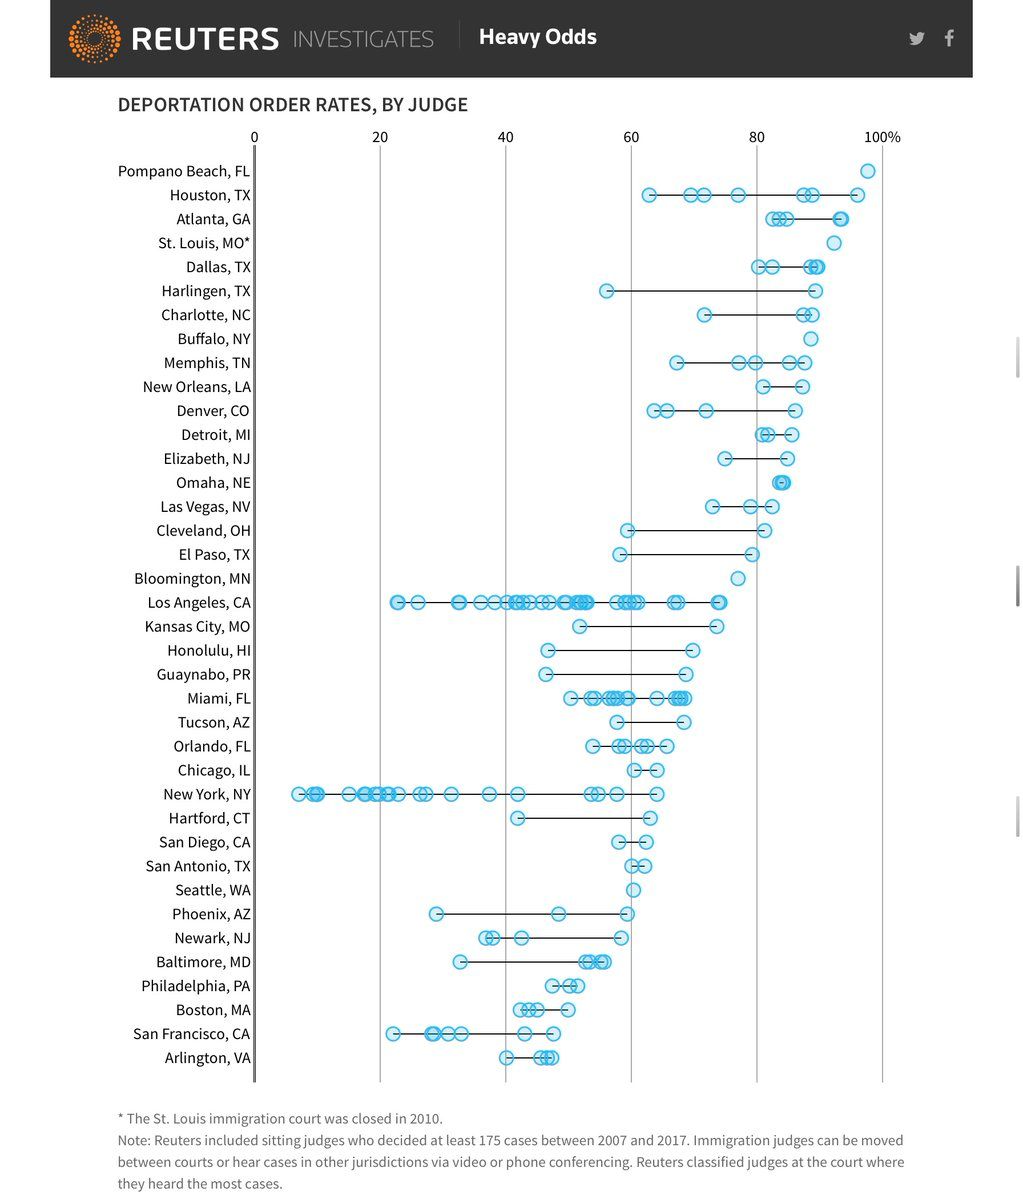 REUTERS INVESTIGATES Heavy Odds
DEPORTATION ORDER RATES, BY JUDGE
0 20 40 60 80 100%
Pompano Beach, FL
Houston, TX
Atlanta, GA
St. Louis, MO*
Dallas, TX
Harlingen, TX
Charlotte, NC
Buffalo, NY
Memphis, TN
New Orleans, LA
Denver, CO
Detroit, MI
Elizabeth, NJ
Omaha, NE
Las Vegas, NV
Cleveland, OH
El Paso, TX
Bloomington, MN
Los Angeles, CA
Kansas City, MO
Honolulu, HI
Guaynabo, PR
Miami, FL
Tucson, AZ
Orlando, FL
Chicago, IL
New York, NY
Hartford, CT
San Diego, CA
San Antonio, TX
Seattle, WA
Phoenix, AZ
Newark, NJ
Baltimore, MD
Philadelphia, PA
Boston, MA
San Francisco, CA
Arlington, VA
* The St. Louis immigration court was closed in 2010.
Note: Reuters included sitting judges who decided at least 175 cases between 2007 and 2017. Immigration judges can be moved
between courts or hear cases in other jurisdictions via video or phone conferencing. Reuters classified judges at the court where
they heard the most cases.